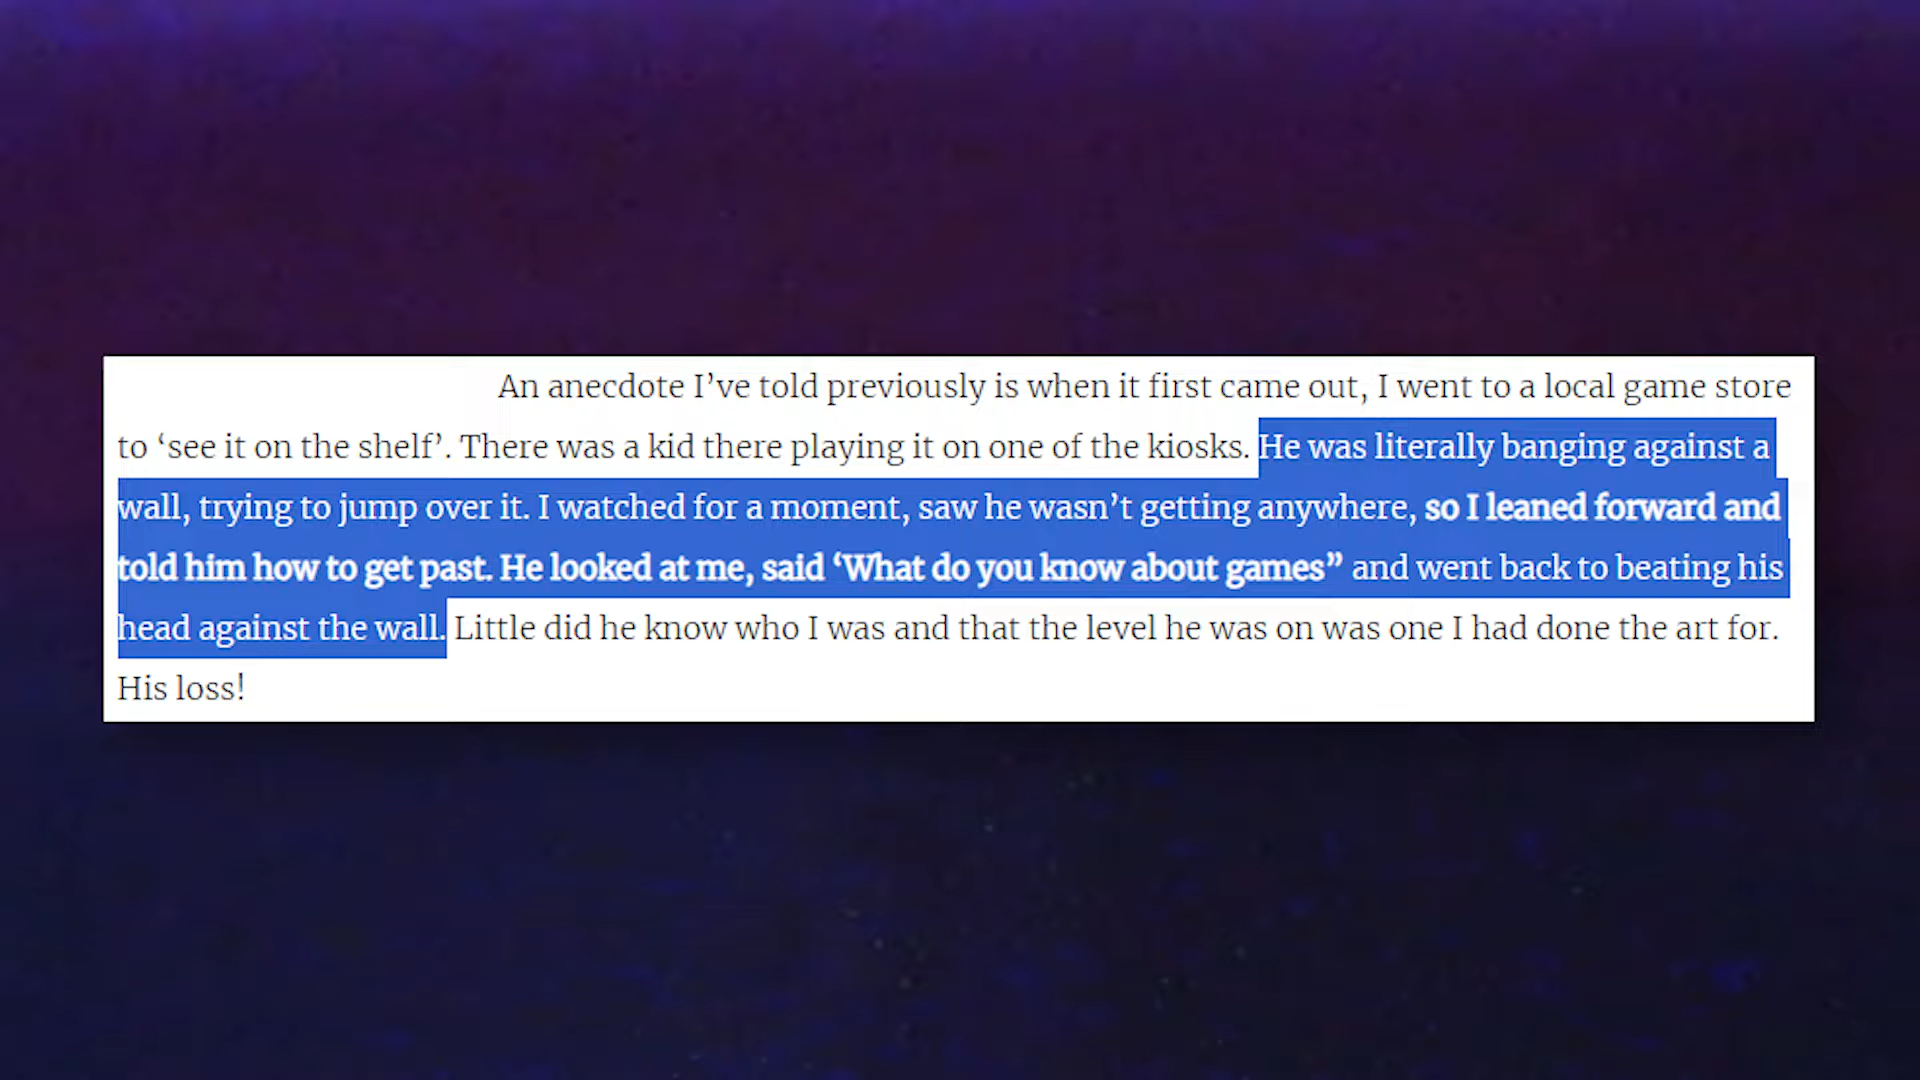 An anecdote I’ve told previously is when it first came out, I went to a local game store
to ‘see it on the shelf’. There was a kid there playing it on one of the kiosks. He was literally banging against a
wall, trying to jump over it. I watched for a moment, saw he wasn’t getting anywhere, so I leaned forward and
told him how to get past. He looked at me, said ‘What do you know about games” and went back to beating his
head against the wall. Little did he know who I was and that the level he was on was one I had done the art for.
His loss!